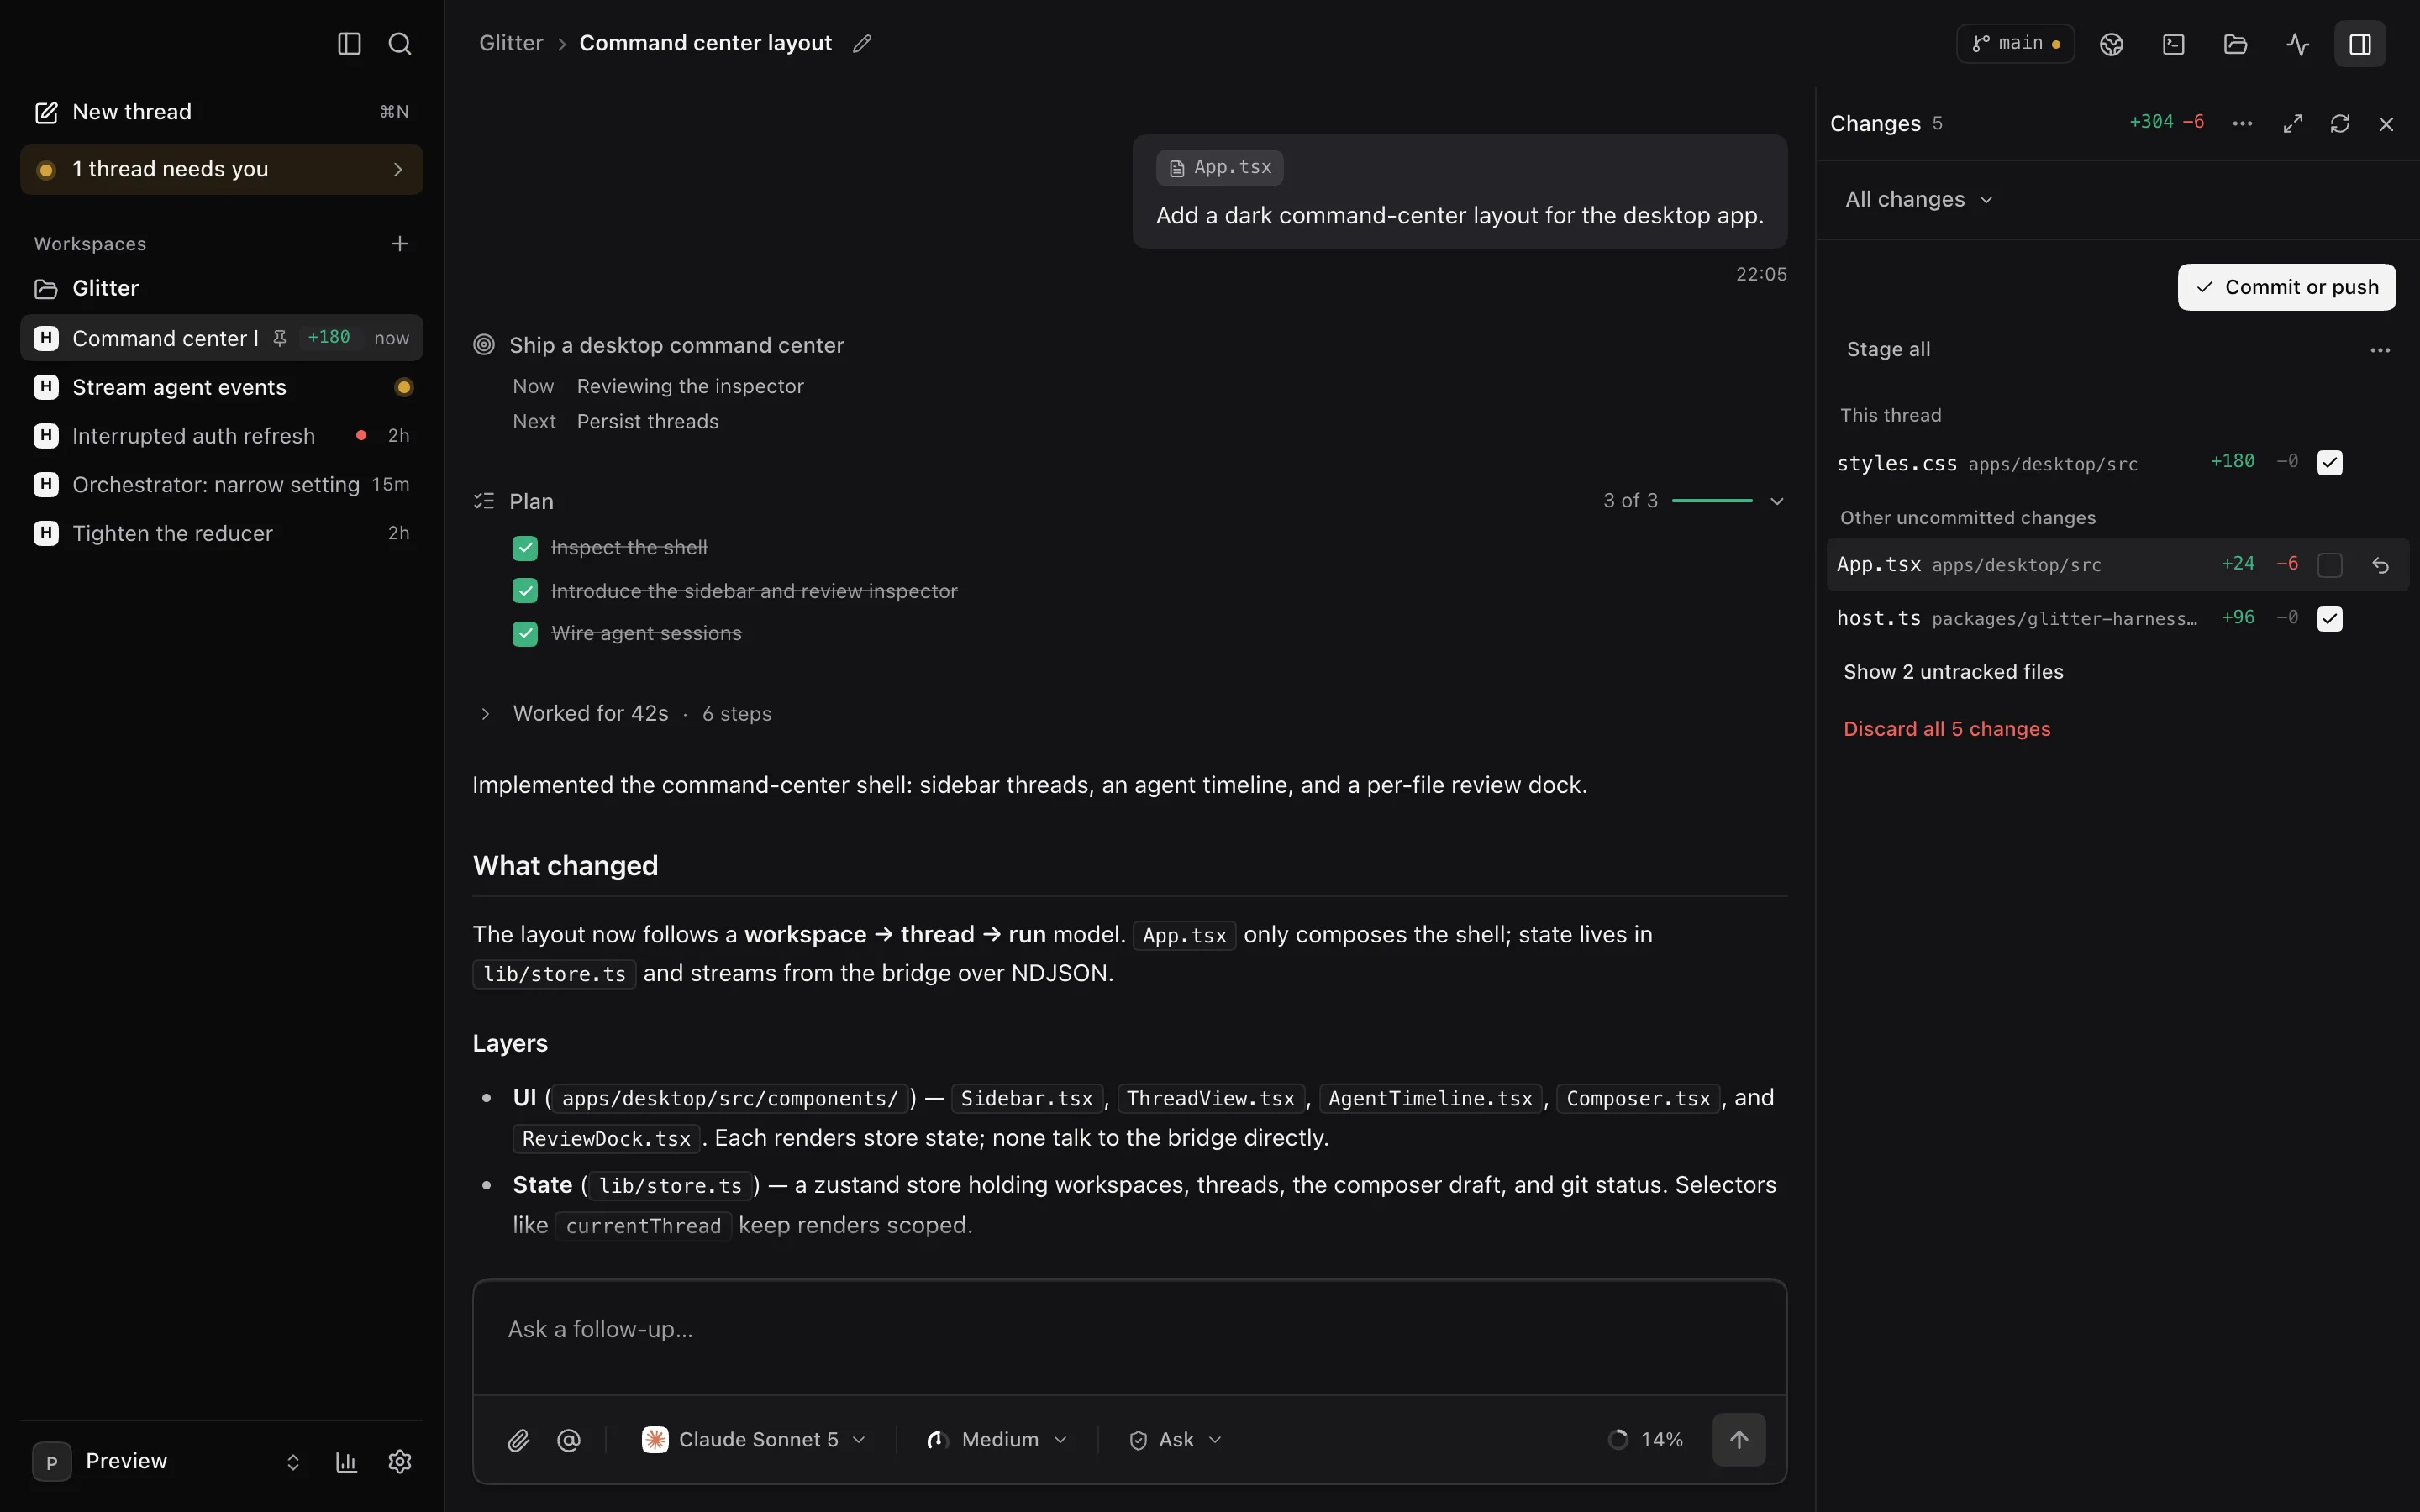 New thread ⌘N
1 thread needs you
Workspaces
Glitter
H Command center l +180 now
H Stream agent events
H Interrupted auth refresh 2h
H Orchestrator: narrow setting 15m
H Tighten the reducer 2h
P Preview
Glitter > Command center layout
main
App.tsx
Add a dark command-center layout for the desktop app.
22:05
Ship a desktop command center
Now Reviewing the inspector
Next Persist threads
Plan 3 of 3
Inspect the shell
Introduce the sidebar and review inspector
Wire agent sessions
Worked for 42s · 6 steps
Implemented the command-center shell: sidebar threads, an agent timeline, and a per-file review dock.
What changed
The layout now follows a workspace → thread → run model. App.tsx only composes the shell; state lives in
lib/store.ts and streams from the bridge over NDJSON.
Layers
• UI (apps/desktop/src/components/) — Sidebar.tsx, ThreadView.tsx, AgentTimeline.tsx, Composer.tsx, and
ReviewDock.tsx. Each renders store state; none talk to the bridge directly.
• State (lib/store.ts) — a zustand store holding workspaces, threads, the composer draft, and git status. Selectors
like currentThread keep renders scoped.
Ask a follow-up...
Claude Sonnet 5 Medium Ask 14%
Changes 5 +304 −6
All changes
Commit or push
Stage all
This thread
styles.css apps/desktop/src +180 −0
Other uncommitted changes
App.tsx apps/desktop/src +24 −6
host.ts packages/glitter-harness… +96 −0
Show 2 untracked files
Discard all 5 changes